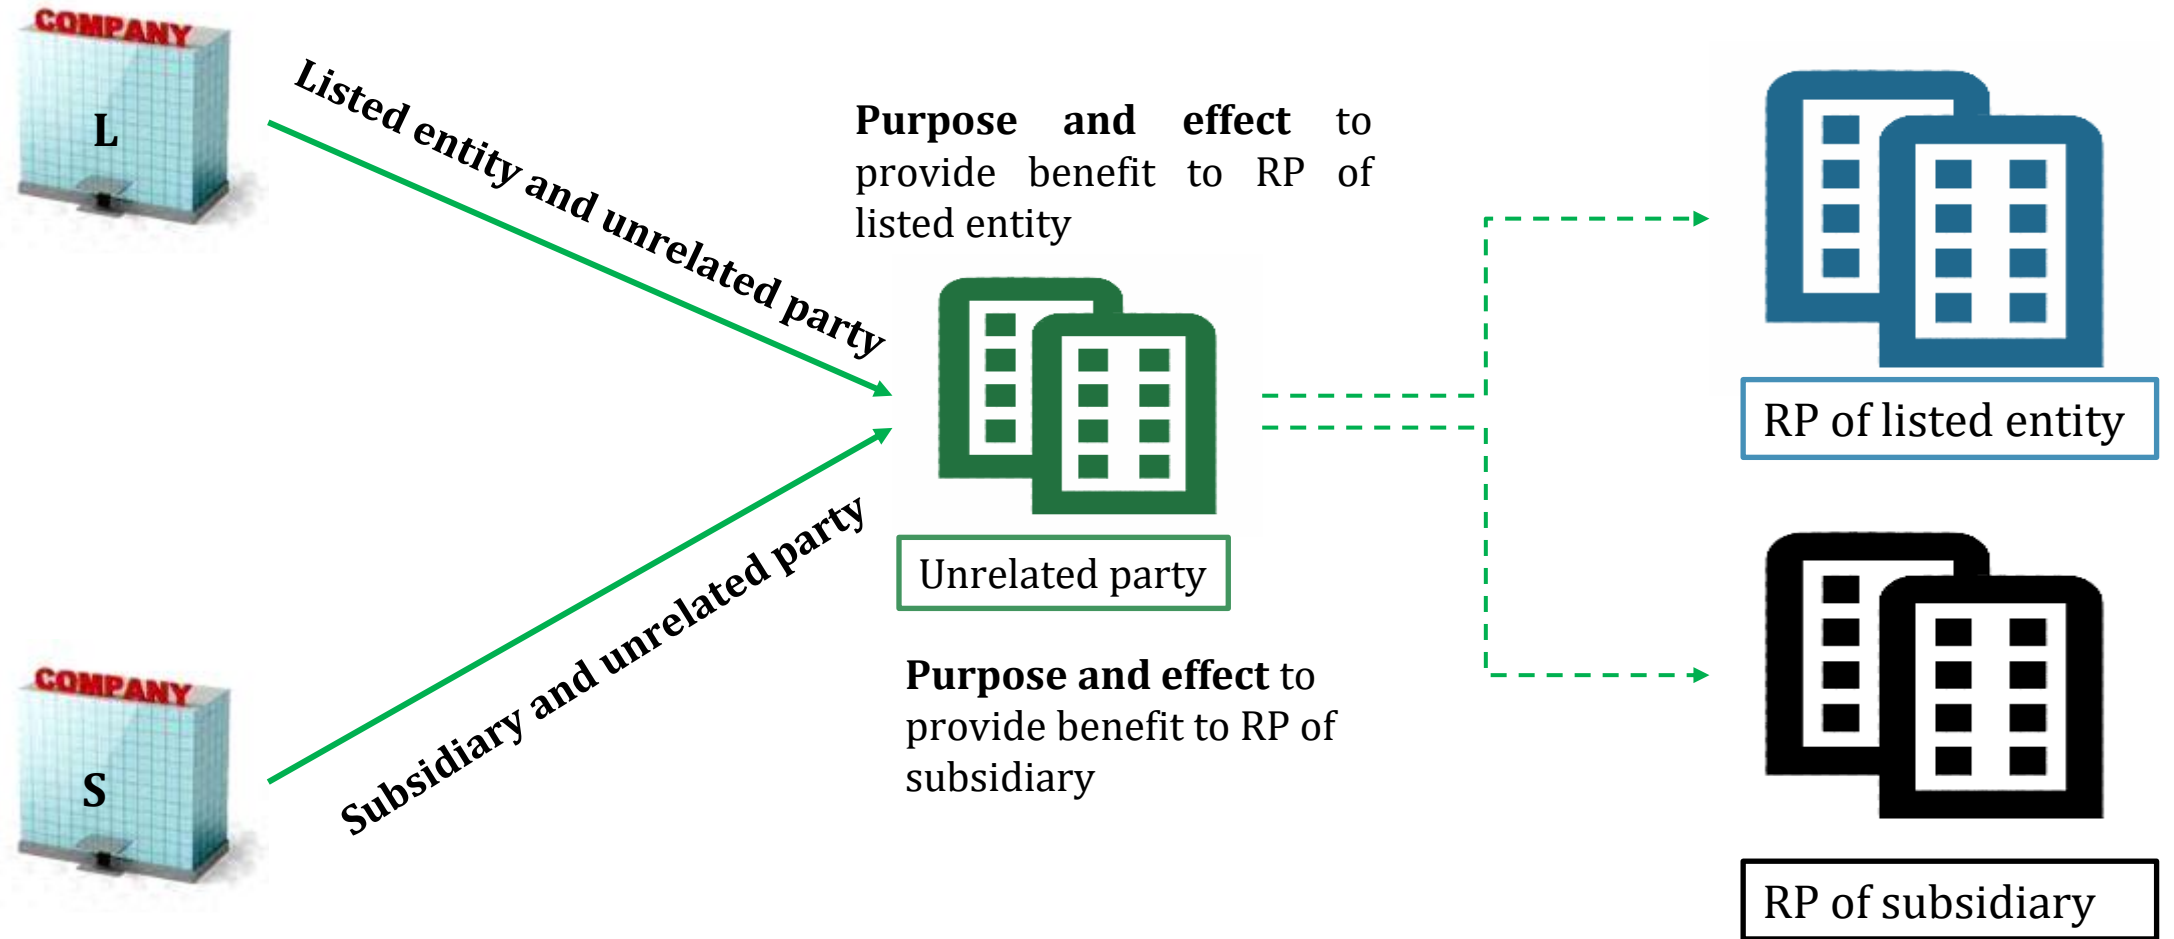 COMPANY
L
Listed entity and unrelated party
Purpose and effect to
provide benefit to RP of
listed entity
RP of listed entity
Unrelated party
COMPANY
S
Subsidiary and unrelated party
Purpose and effect to
provide benefit to RP of
subsidiary
RP of subsidiary